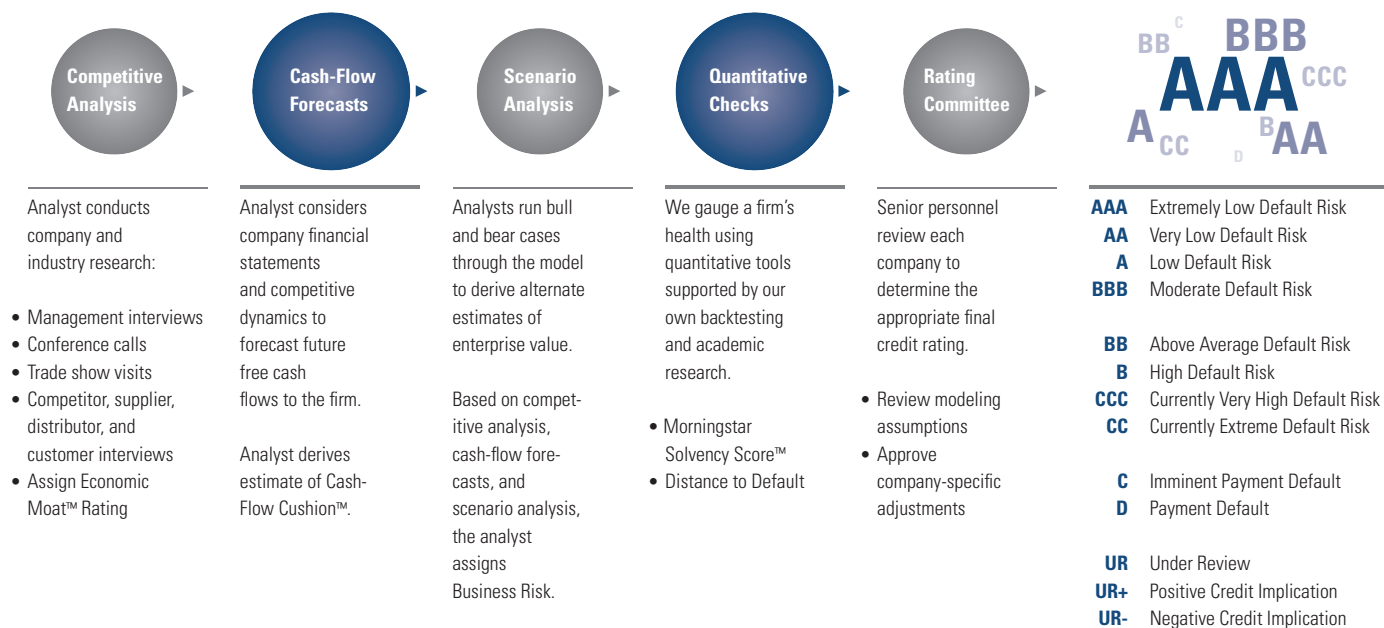 Competitive
Analysis
Cash-Flow
Forecasts
Scenario
Analysis
Quantitative
Checks
Rating
Committee
C
BB
BBB
AAA
CCC
A
CC
B
AA
D
Analyst conducts
company and
industry research:
• Management interviews
• Conference calls
• Trade show visits
• Competitor, supplier,
distributor, and
customer interviews
• Assign Economic
Moat™ Rating
Analyst considers
company financial
statements
and competitive
dynamics to
forecast future
free cash
flows to the firm.
Analyst derives
estimate of Cash-
Flow Cushion™.
Analysts run bull
and bear cases
through the model
to derive alternate
estimates of
enterprise value.
Based on compet-
itive analysis,
cash-flow fore-
casts, and
scenario analysis,
the analyst
assigns
Business Risk.
We gauge a firm's
health using
quantitative tools
supported by our
own backtesting
and academic
research.
• Morningstar
Solvency Score™
• Distance to Default
Senior personnel
review each
company to
determine the
appropriate final
credit rating.
• Review modeling
assumptions
• Approve
company-specific
adjustments
AAA Extremely Low Default Risk
AA Very Low Default Risk
A Low Default Risk
BBB Moderate Default Risk
BB Above Average Default Risk
B High Default Risk
CCC Currently Very High Default Risk
CC Currently Extreme Default Risk
C Imminent Payment Default
D Payment Default
UR Under Review
UR+ Positive Credit Implication
UR- Negative Credit Implication